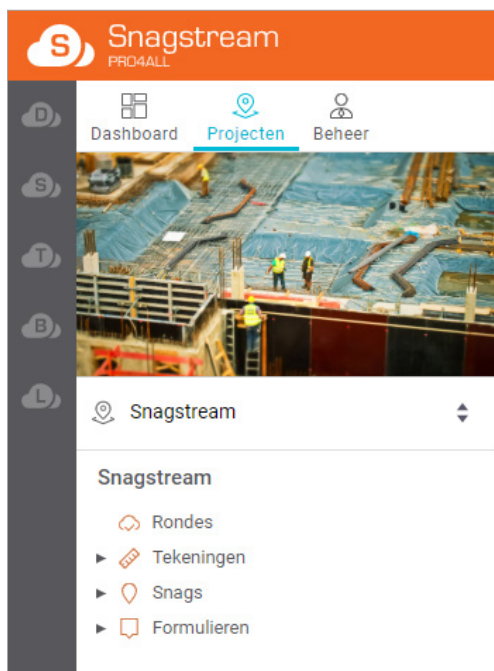 S
Snagstream
PRO4ALL
D
S
T
B
L
Dashboard Projecten Beheer
Snagstream
Snagstream
Rondes
Tekeningen
Snags
Formulieren